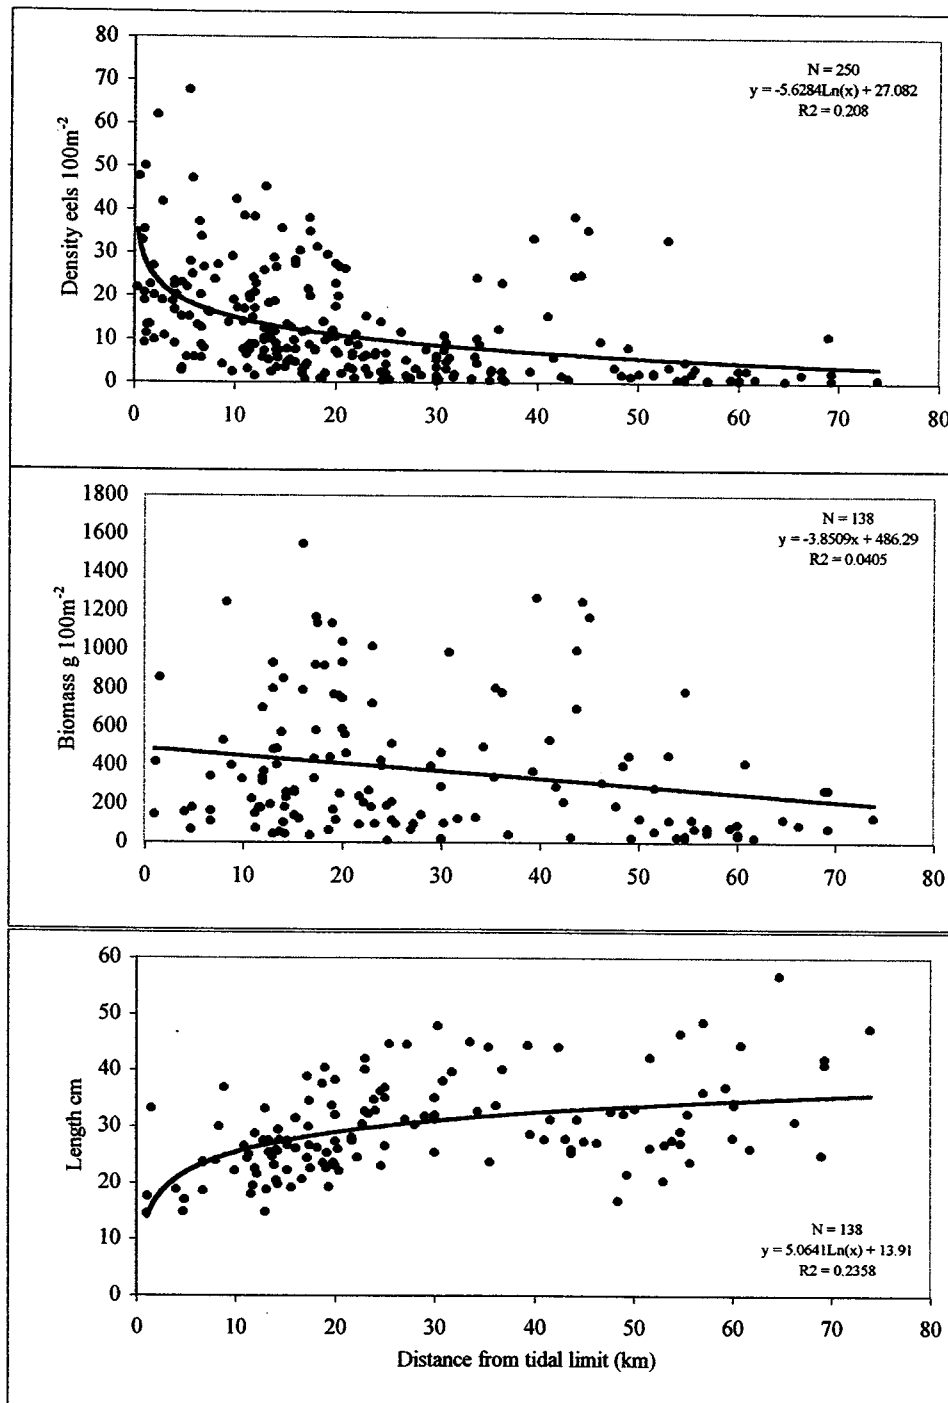 80
70
60
50
40
30
20
10
0
Density eels 100m⁻²
N = 250
y = -5.6284Ln(x) + 27.082
R2 = 0.208
0 10 20 30 40 50 60 70 80
1800
1600
1400
1200
1000
800
600
400
200
0
Biomass g 100m⁻²
N = 138
y = -3.8509x + 486.29
R2 = 0.0405
0 10 20 30 40 50 60 70 80
60
50
40
30
20
10
0
Length cm
N = 138
y = 5.0641Ln(x) + 13.91
R2 = 0.2358
0 10 20 30 40 50 60 70 80
Distance from tidal limit (km)